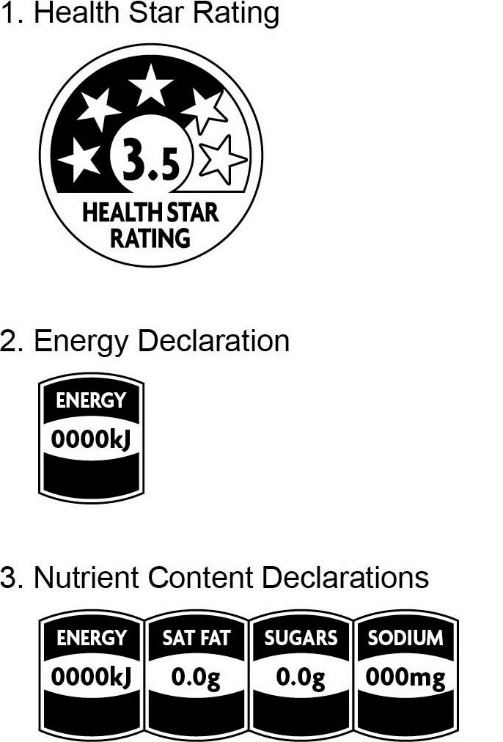 1. Health Star Rating
3.5
HEALTH STAR
RATING
2. Energy Declaration
ENERGY
0000kJ
3. Nutrient Content Declarations
ENERGY SAT FAT SUGARS SODIUM
0000kJ 0.0g 0.0g 000mg